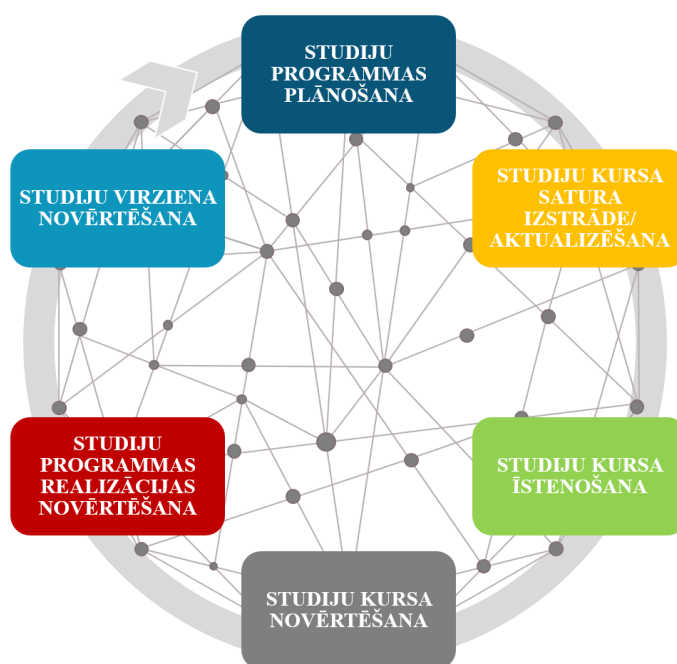 STUDIJU
PROGRAMMAS
PLĀNOŠANA
STUDIJU KURSA
SATURA
IZSTRĀDE/
AKTUALIZĒŠANA
STUDIJU KURSA
ĪSTENOŠANA
STUDIJU KURSA
NOVĒRTĒŠANA
STUDIJU
PROGRAMMAS
REALIZĀCIJAS
NOVĒRTĒŠANA
STUDIJU VIRZIENA
NOVĒRTĒŠANA